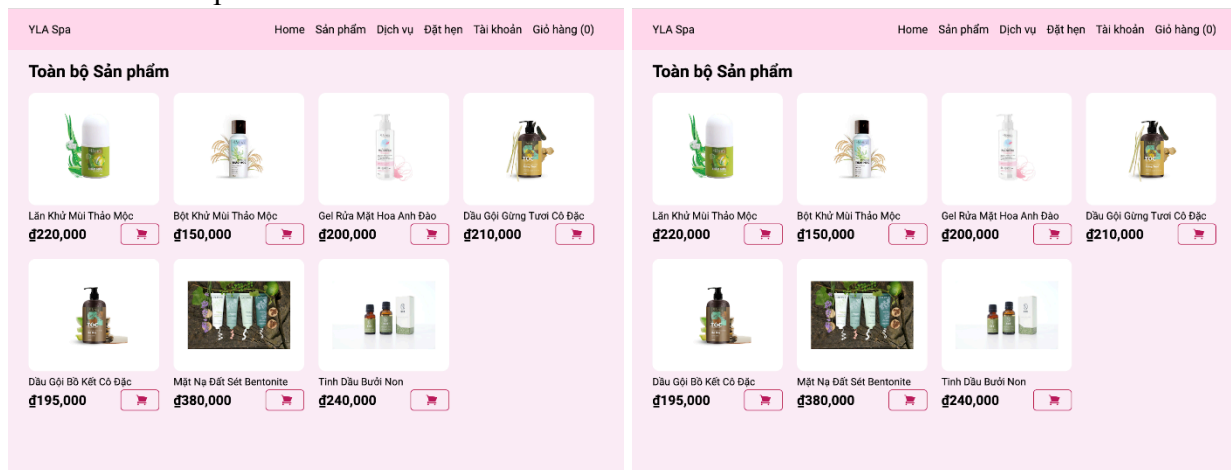 YLA Spa Home Sản phẩm Dịch vụ Đặt hẹn Tài khoản Giỏ hàng (0)
Toàn bộ Sản phẩm
Lăn Khử Mùi Thảo Mộc Bột Khử Mùi Thảo Mộc Gel Rửa Mặt Hoa Anh Đào Dầu Gội Gừng Tươi Cô Đặc
₫220,000 ₫150,000 ₫200,000 ₫210,000
Dầu Gội Bồ Kết Cô Đặc Mặt Nạ Đất Sét Bentonite Tinh Dầu Bưởi Non
₫195,000 ₫380,000 ₫240,000
YLA Spa Home Sản phẩm Dịch vụ Đặt hẹn Tài khoản Giỏ hàng (0)
Toàn bộ Sản phẩm
Lăn Khử Mùi Thảo Mộc Bột Khử Mùi Thảo Mộc Gel Rửa Mặt Hoa Anh Đào Dầu Gội Gừng Tươi Cô Đặc
₫220,000 ₫150,000 ₫200,000 ₫210,000
Dầu Gội Bồ Kết Cô Đặc Mặt Nạ Đất Sét Bentonite Tinh Dầu Bưởi Non
₫195,000 ₫380,000 ₫240,000